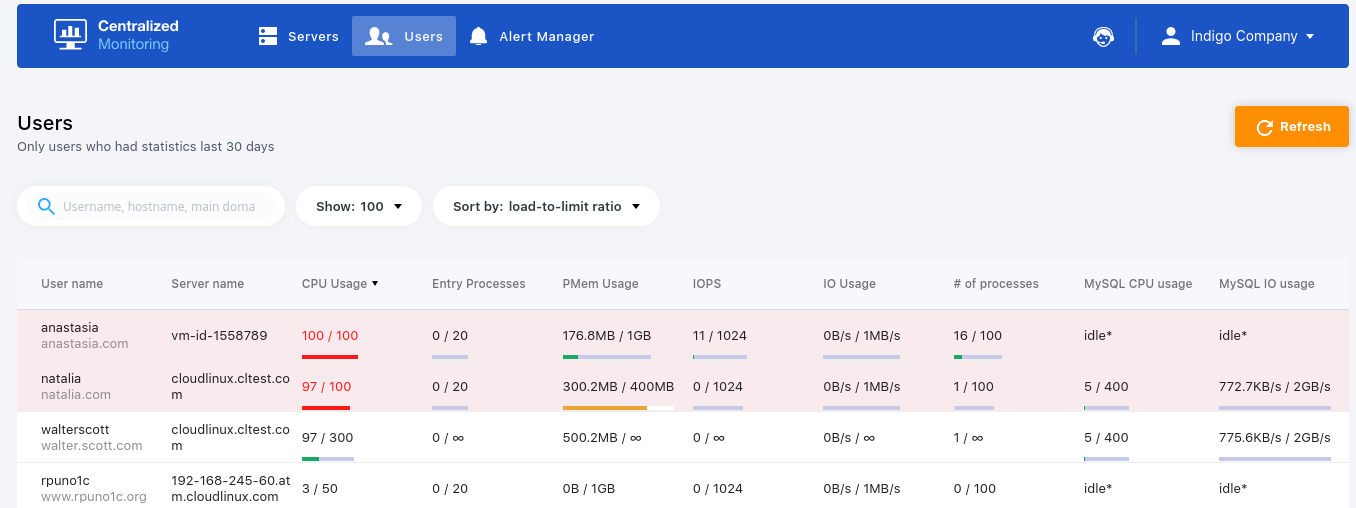 Centralized
Monitoring
Servers
Users
Alert Manager
Indigo Company
Users
Only users who had statistics last 30 days
Refresh
Username, hostname, main doma
Show: 100
Sort by: load-to-limit ratio
User name Server name CPU Usage Entry Processes PMem Usage IOPS IO Usage # of processes MySQL CPU usage MySQL IO usage
anastasia
anastasia.com
vm-id-1558789 100 / 100 0 / 20 176.8MB / 1GB 11 / 1024 0B/s / 1MB/s 16 / 100 idle* idle*
natalia
natalia.com
cloudlinux.cltest.co
m
97 / 100 0 / 20 300.2MB / 400MB 0 / 1024 0B/s / 1MB/s 1 / 100 5 / 400 772.7KB/s / 2GB/s
walterscott
walter.scott.com
cloudlinux.cltest.co
m
97 / 300 0 / ∞ 500.2MB / ∞ 0 / ∞ 0B/s / ∞ 1 / ∞ 5 / 400 775.6KB/s / 2GB/s
rpuno1c
www.rpuno1c.org
192-168-245-60.at
m.cloudlinux.com
3 / 50 0 / 20 0B / 1GB 0 / 1024 0B/s / 1MB/s 0 / 100 idle* idle*